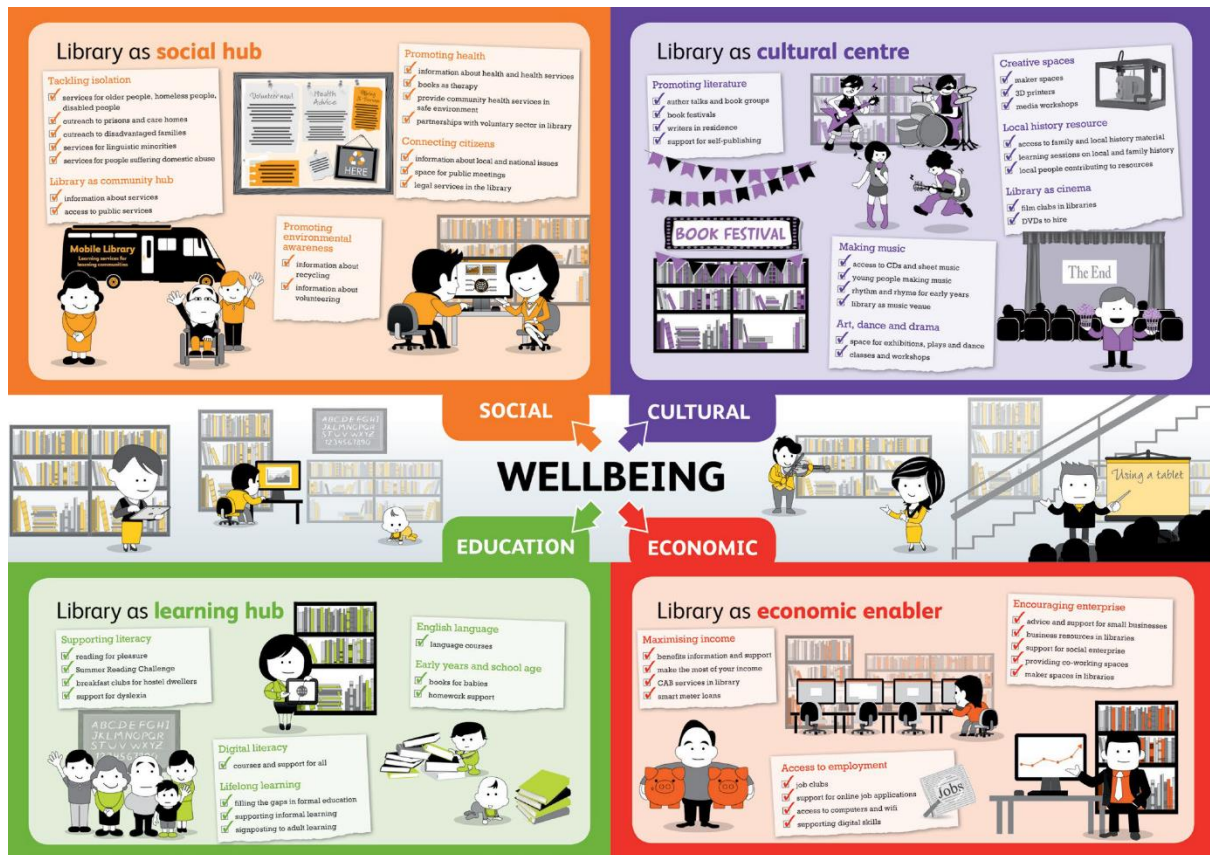 Library as social hub
Tackling isolation
services for older people, homeless people,
disabled people
outreach to prisons and care homes
outreach to disadvantaged families
services for linguistic minorities
services for people suffering domestic abuse
Library as community hub
information about services
access to public services
Volunteering!
Health
Advice
HERE
Promoting health
information about health and health services
books as therapy
provide community health services in
safe environment
partnerships with voluntary sector in library
Connecting citizens
information about local and national issues
space for public meetings
legal services in the library
Mobile Library
Learning services for
learning communities
Promoting
environmental
awareness
information about
recycling
information about
volunteering
Library as cultural centre
Promoting literature
author talks and book groups
book festivals
writers in residence
support for self-publishing
Creative spaces
maker spaces
3D printers
media workshops
Local history resource
access to family and local history material
learning sessions on local and family history
local people contributing to resources
Library as cinema
film clubs in libraries
DVDs to hire
BOOK FESTIVAL
Making music
access to CDs and sheet music
young people making music
rhythm and rhyme for early years
library as music venue
Art, dance and drama
space for exhibitions, plays and dance
classes and workshops
The End
SOCIAL
CULTURAL
WELLBEING
EDUCATION
ECONOMIC
ABCDEFGHI
JKLMNOPQR
STUVWXYZ
1234567890
Using a tablet
Library as learning hub
Supporting literacy
reading for pleasure
Summer Reading Challenge
breakfast clubs for hostel dwellers
support for dyslexia
English language
language courses
Early years and school age
books for babies
homework support
ABCDEFGHI
JKLMNOPQR
STUVWXYZ
Digital literacy
courses and support for all
Lifelong learning
filling the gaps in formal education
supporting informal learning
signposting to adult learning
Library as economic enabler
Maximising income
benefits information and support
make the most of your income
CAB services in library
smart meter loans
Encouraging enterprise
advice and support for small businesses
business resources in libraries
support for social enterprise
providing co-working spaces
maker spaces in libraries
Access to employment
job clubs
support for online job applications
access to computers and wifi
supporting digital skills
Jobs